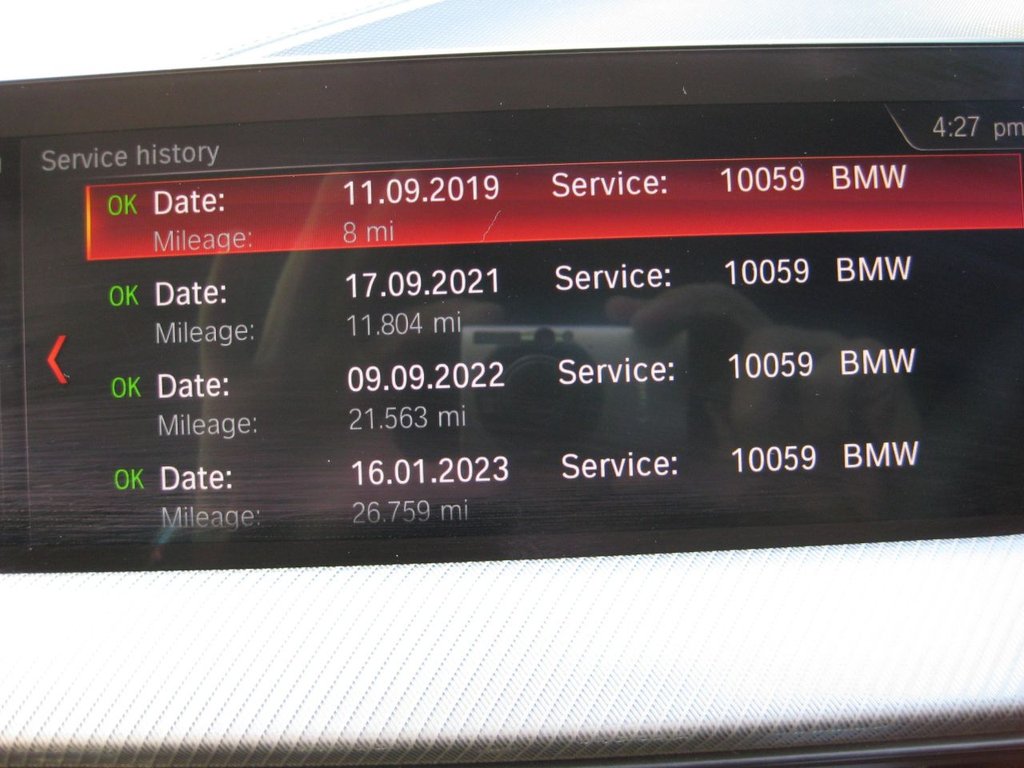 4:27 pm
Service history
OK Date: 11.09.2019 Service: 10059 BMW
Mileage: 8 mi
OK Date: 17.09.2021 Service: 10059 BMW
Mileage: 11.804 mi
OK Date: 09.09.2022 Service: 10059 BMW
Mileage: 21.563 mi
OK Date: 16.01.2023 Service: 10059 BMW
Mileage: 26.759 mi